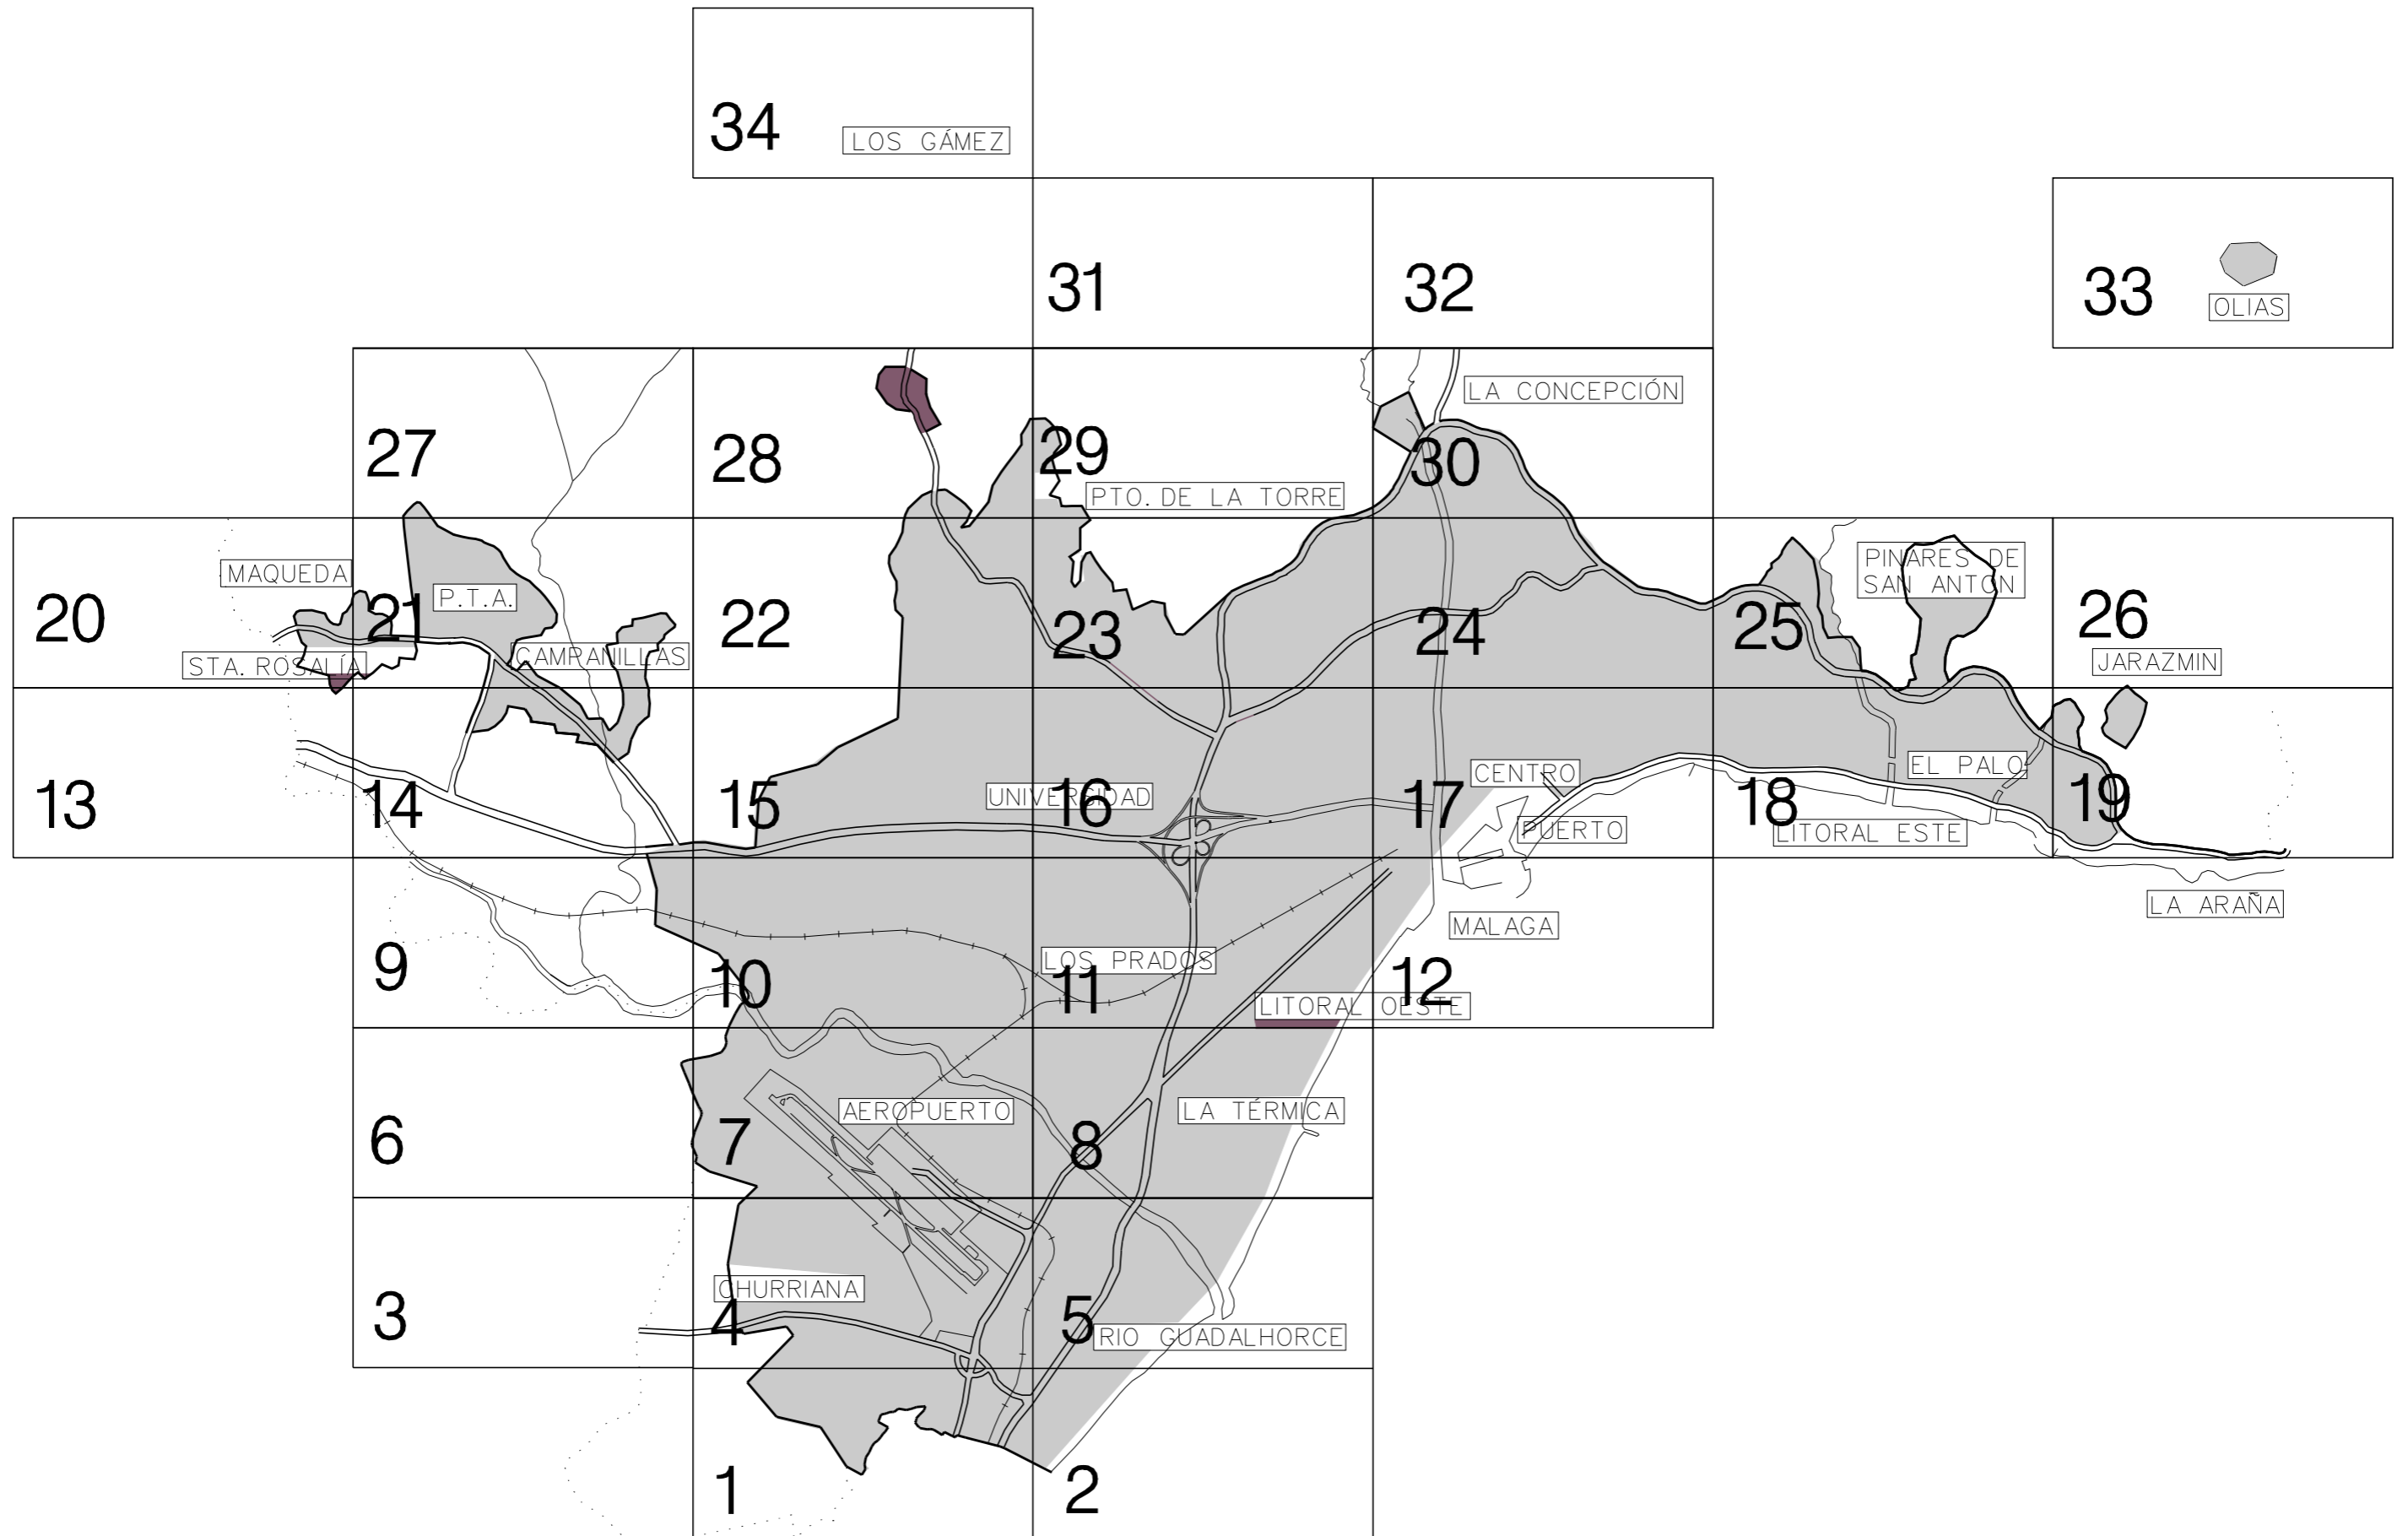 34
LOS GÁMEZ
31
32
33
OLIAS
LA CONCEPCIÓN
27
28
29
30
PTO. DE LA TORRE
MAQUEDA
P.T.A.
PINARES DE
SAN ANTÓN
20
21
22
23
24
25
26
STA. ROSALÍA
CAMPANILLAS
JARAZMIN
CENTRO
EL PALO
UNIVERSIDAD
13
14
15
16
17
18
19
PUERTO
LITORAL ESTE
LA ARAÑA
MALAGA
9
10
LOS PRADOS
11
12
LITORAL OESTE
AEROPUERTO
LA TÉRMICA
6
7
8
CHURRIANA
3
4
5
RIO GUADALHORCE
1
2